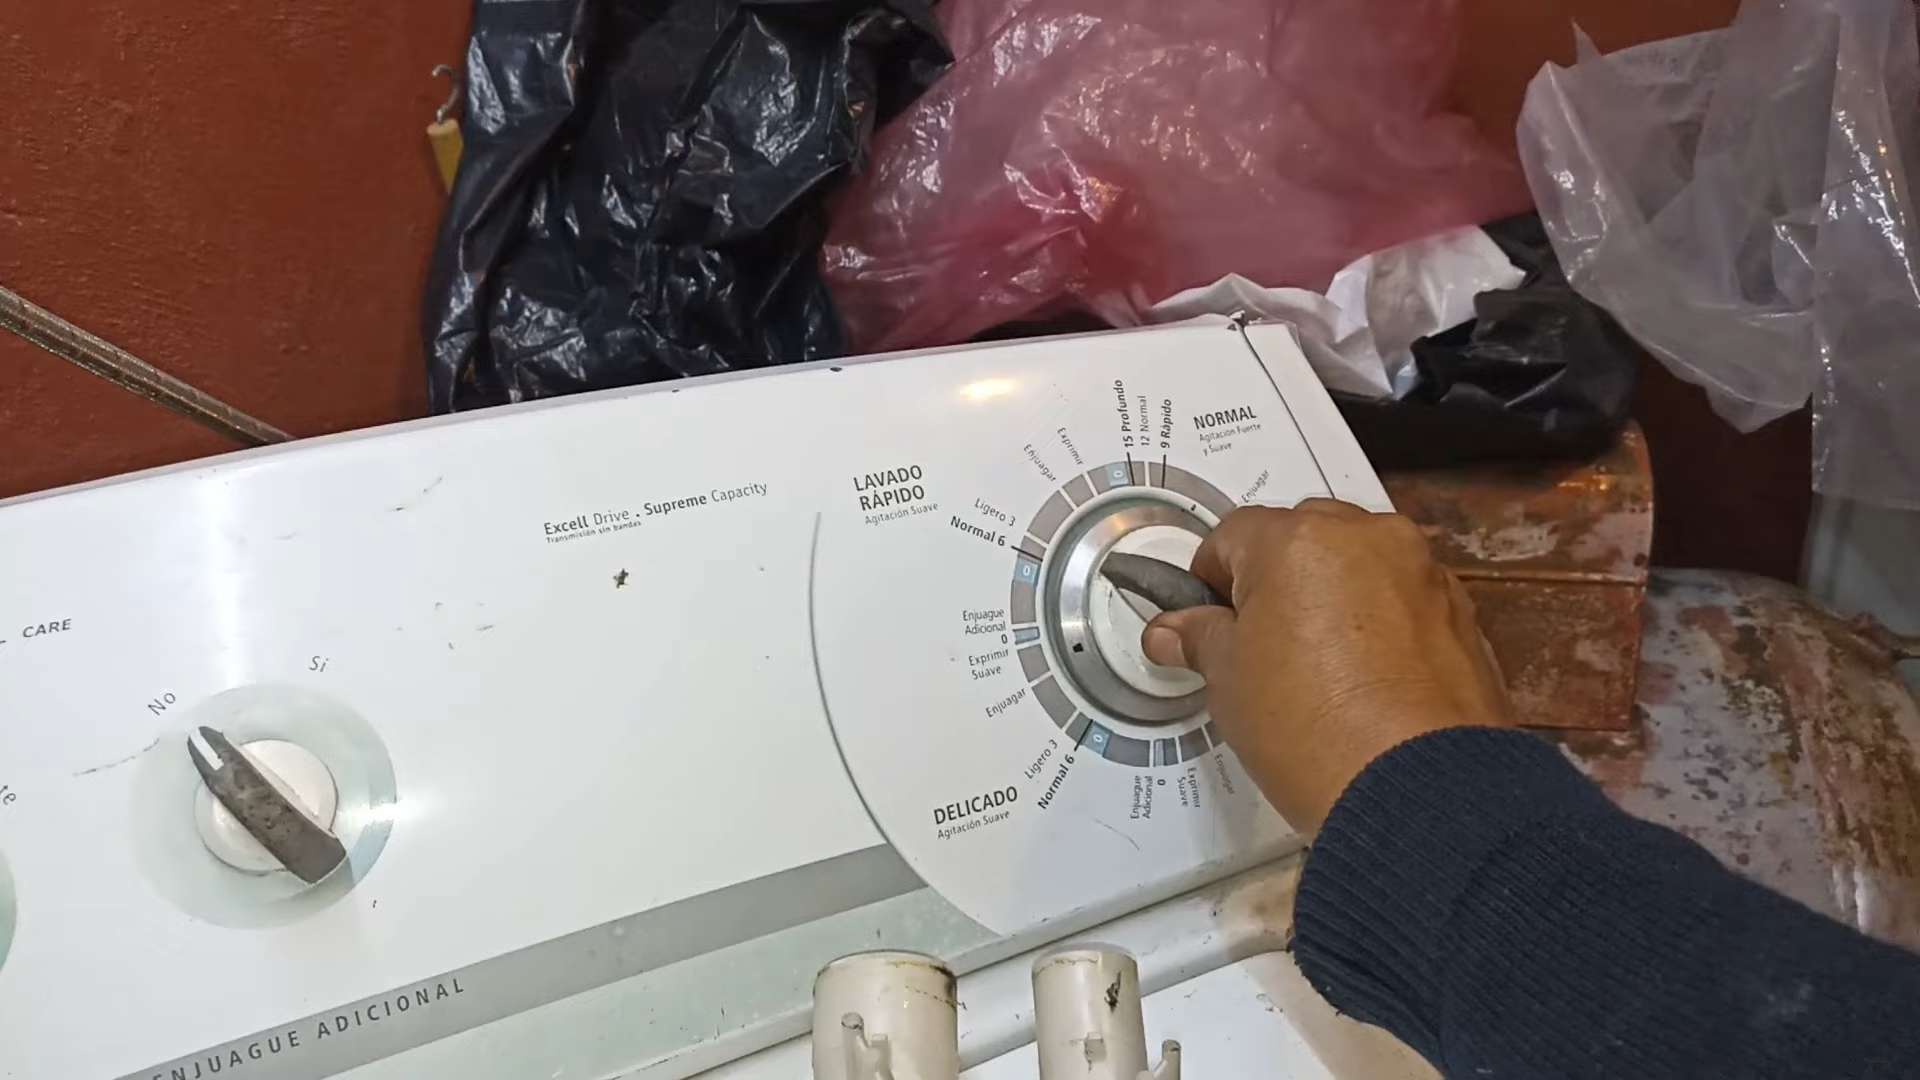 CARE
No
Si
ENJUAGUE ADICIONAL
Excell Drive . Supreme Capacity
Transmisión sin bandas
LAVADO
RÁPIDO
Agitación Suave
Ligero 3
Normal 6
0
Enjuagar
Exprimir
0
15 Profundo
12 Normal
9 Rápido
NORMAL
Agitación Fuerte
y Suave
Enjuagar
Enjuague
Adicional
0
Exprimir
Suave
Enjuagar
Ligero 3
Normal 6
0
DELICADO
Agitación Suave
Enjuague
Adicional
0
Exprimir
Suave
Enjuagar